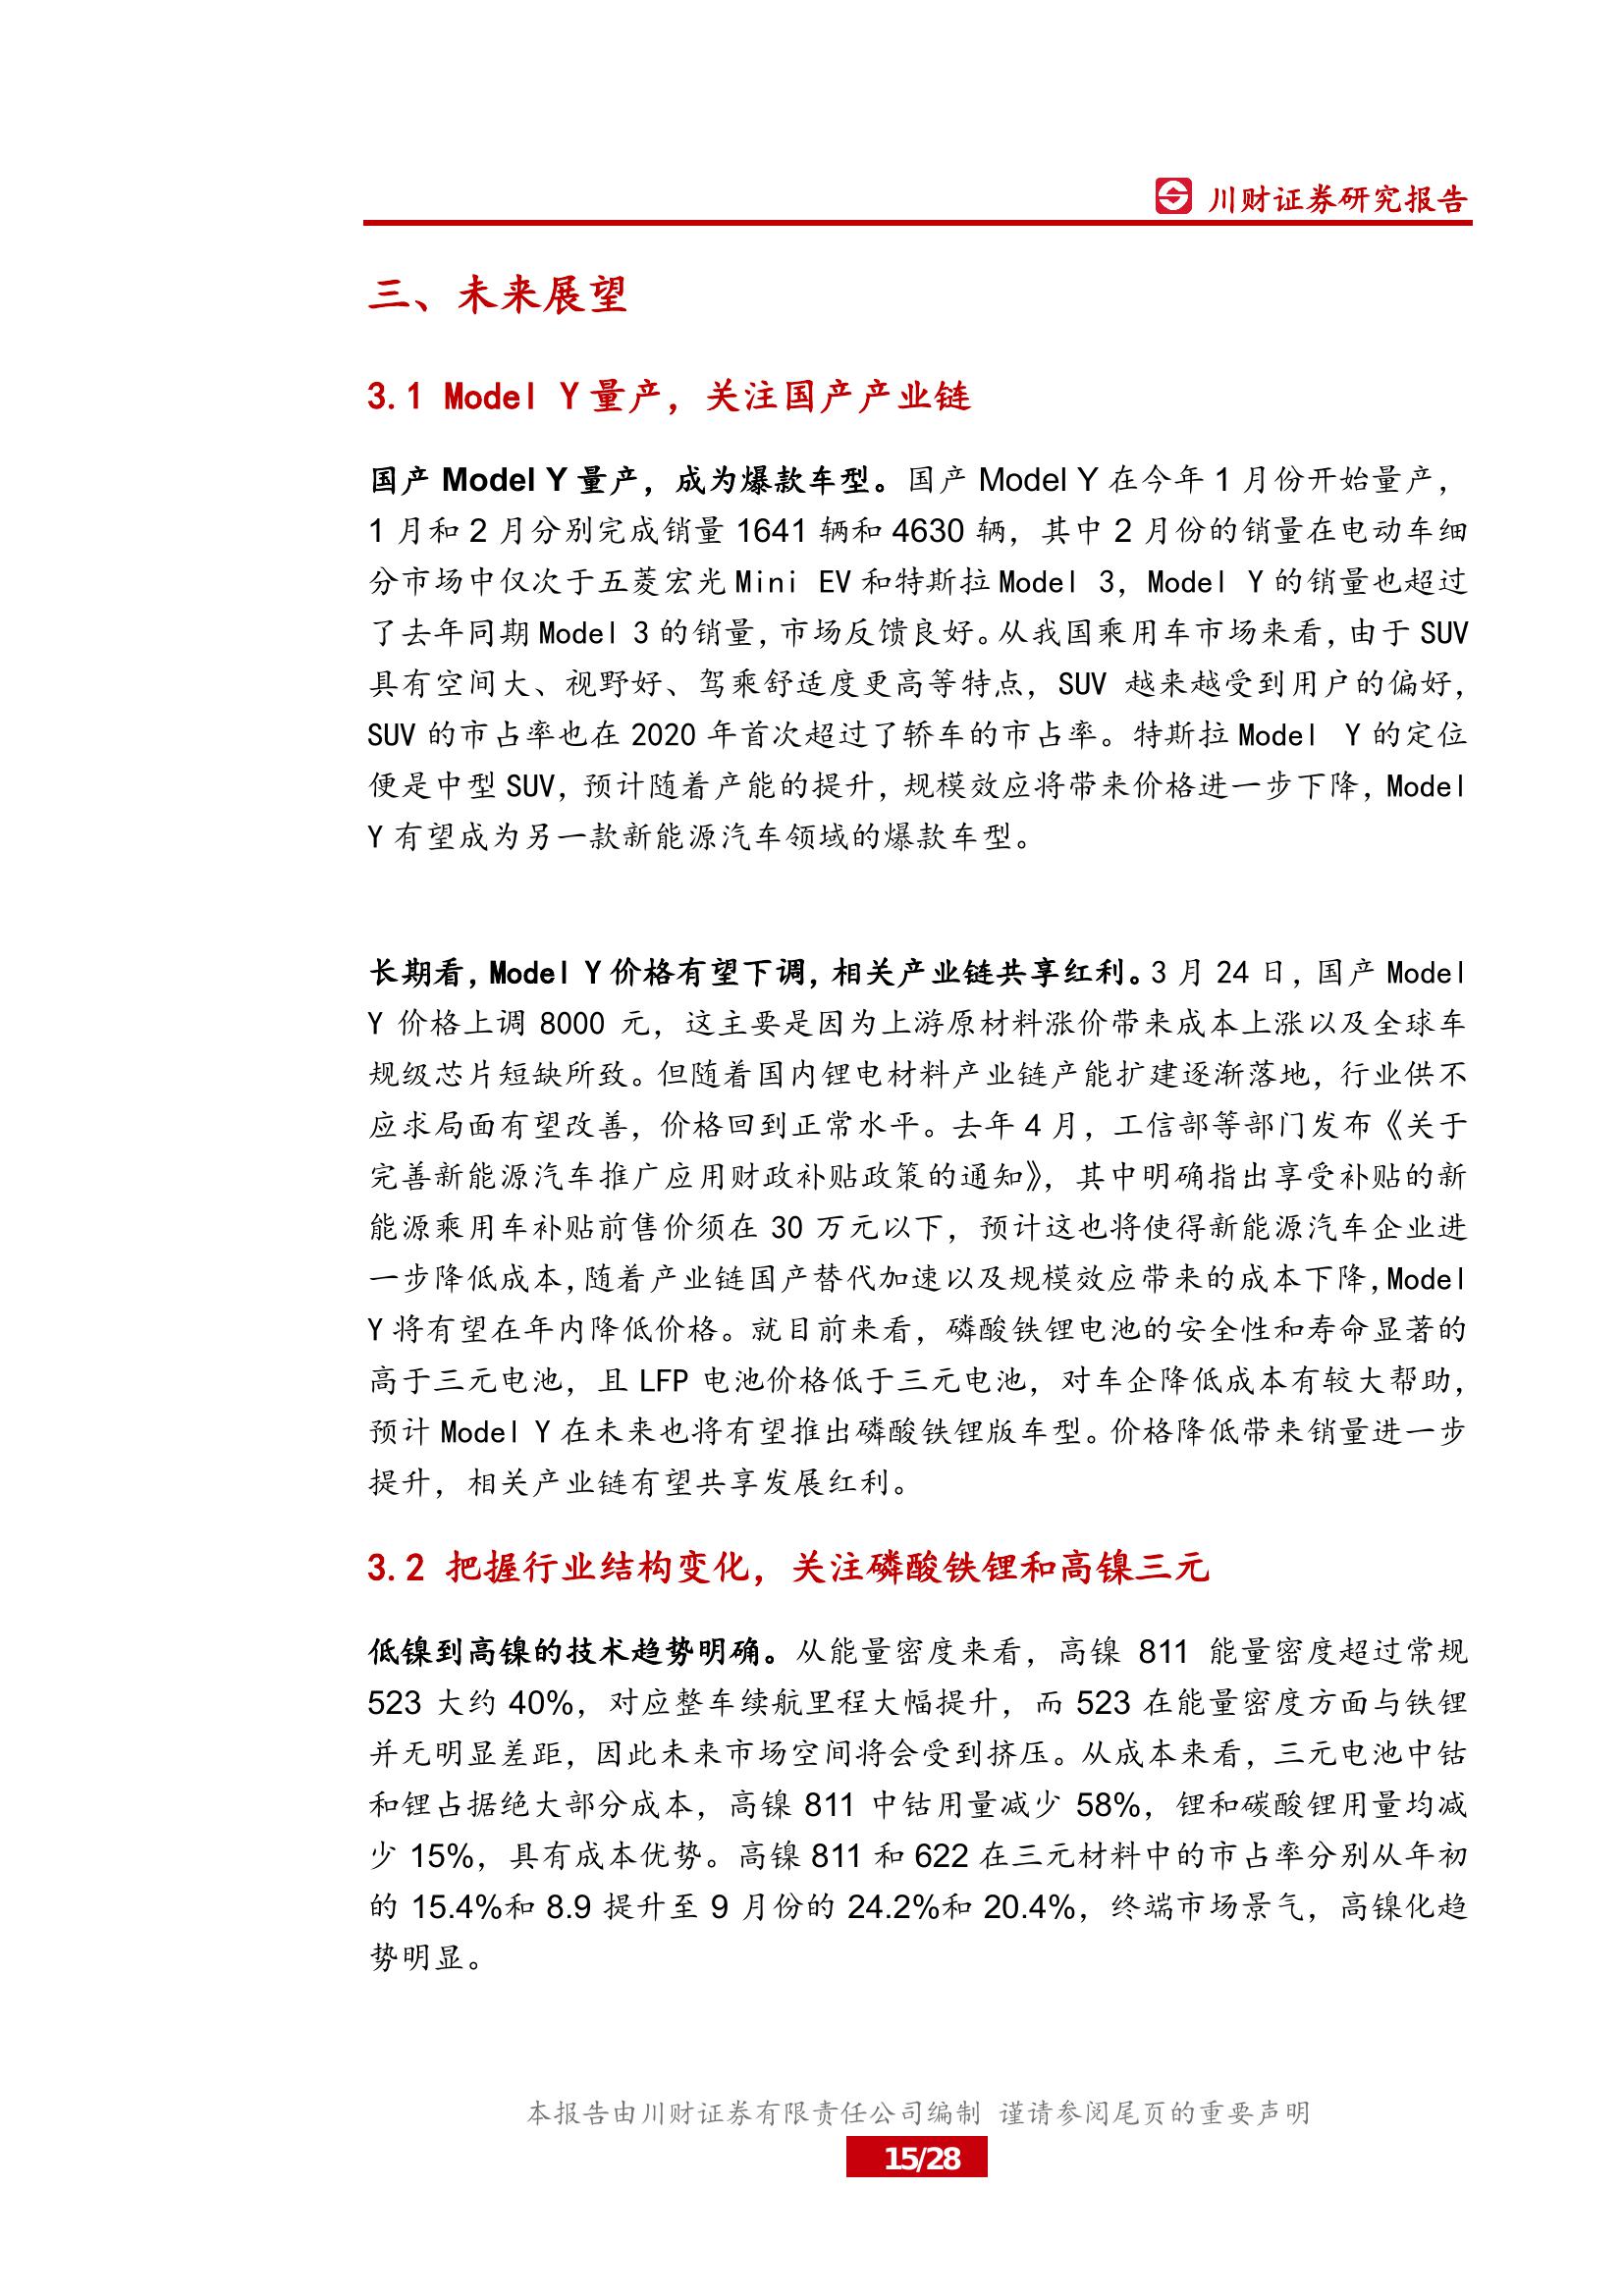 川财证券研究报告
三、未来展望
3.1 Model Y量产，关注国产产业链
国产 Model Y 量产，成为爆款车型。国产 Model Y 在今年 1 月份开始量产，
1 月和 2 月分别完成销量 1641 辆和 4630 辆，其中 2 月份的销量在电动车细
分市场中仅次于五菱宏光 Mini EV 和特斯拉 Model 3，Model Y 的销量也超过
了去年同期 Model 3 的销量，市场反馈良好。从我国乘用车市场来看，由于 SUV
具有空间大、视野好、驾乘舒适度更高等特点，SUV 越来越受到用户的偏好，
SUV 的市占率也在 2020 年首次超过了轿车的市占率。特斯拉 Model Y 的定位
便是中型 SUV，预计随着产能的提升，规模效应将带来价格进一步下降，Model
Y 有望成为另一款新能源汽车领域的爆款车型。
长期看，Model Y 价格有望下调，相关产业链共享红利。3 月 24 日，国产 Model
Y 价格上调 8000 元，这主要是因为上游原材料涨价带来成本上涨以及全球车
规级芯片短缺所致。但随着国内锂电材料产业链产能扩建逐渐落地，行业供不
应求局面有望改善，价格回到正常水平。去年 4 月，工信部等部门发布《关于
完善新能源汽车推广应用财政补贴政策的通知》，其中明确指出享受补贴的新
能源乘用车补贴前售价须在 30 万元以下，预计这也将使得新能源汽车企业进
一步降低成本，随着产业链国产替代加速以及规模效应带来的成本下降，Model
Y 将有望在年内降低价格。就目前来看，磷酸铁锂电池的安全性和寿命显著的
高于三元电池，且 LFP 电池价格低于三元电池，对车企降低成本有较大帮助，
预计 Model Y 在未来也将有望推出磷酸铁锂版车型。价格降低带来销量进一步
提升，相关产业链有望共享发展红利。
3.2 把握行业结构变化，关注磷酸铁锂和高镍三元
低镍到高镍的技术趋势明确。从能量密度来看，高镍 811 能量密度超过常规
523 大约 40%，对应整车续航里程大幅提升，而 523 在能量密度方面与铁锂
并无明显差距，因此未来市场空间将会受到挤压。从成本来看，三元电池中钴
和锂占据绝大部分成本，高镍 811 中钴用量减少 58%，锂和碳酸锂用量均减
少 15%，具有成本优势。高镍 811 和 622 在三元材料中的市占率分别从年初
的 15.4%和 8.9 提升至 9 月份的 24.2%和 20.4%，终端市场景气，高镍化趋
势明显。
本报告由川财证券有限责任公司编制 谨请参阅尾页的重要声明
15/28